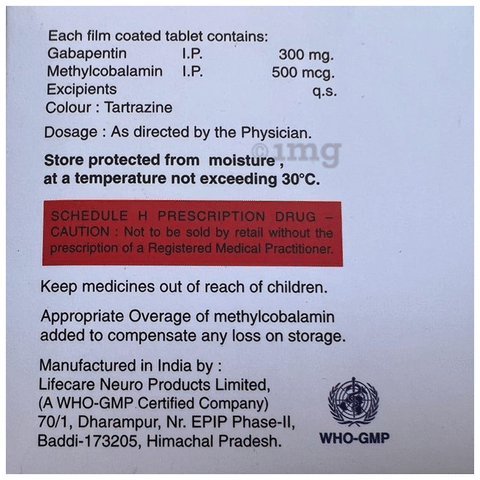 Each film coated tablet contains:
Gabapentin I.P. 300 mg.
Methylcobalamin I.P. 500 mcg.
Excipients q.s.
Colour : Tartrazine
Dosage : As directed by the Physician.
1mg
Store protected from moisture ,
at a temperature not exceeding 30°C.
SCHEDULE H PRESCRIPTION DRUG –
CAUTION : Not to be sold by retail without the
prescription of a Registered Medical Practitioner.
Keep medicines out of reach of children.
Appropriate Overage of methylcobalamin
added to compensate any loss on storage.
Manufactured in India by :
Lifecare Neuro Products Limited,
(A WHO-GMP Certified Company)
70/1, Dharampur, Nr. EPIP Phase-II,
Baddi-173205, Himachal Pradesh.
WHO-GMP